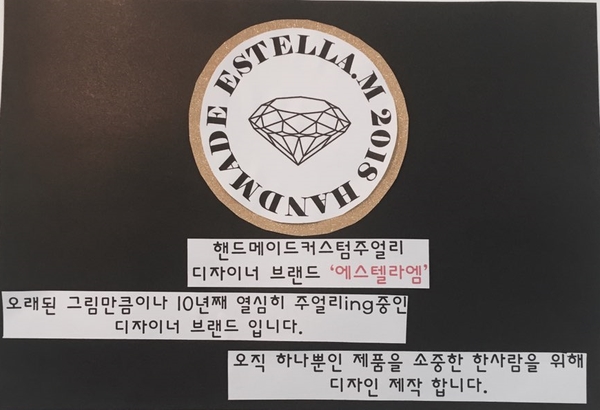 ESTELLA.M 2018 HANDMADE
핸드메이드커스텀주얼리
디자이너 브랜드 '에스텔라엠'
오래된 그림만큼이나 10년째 열심히 주얼리ing중인
디자이너 브랜드 입니다.
오직 하나뿐인 제품을 소중한 한사람을 위해
디자인 제작 합니다.